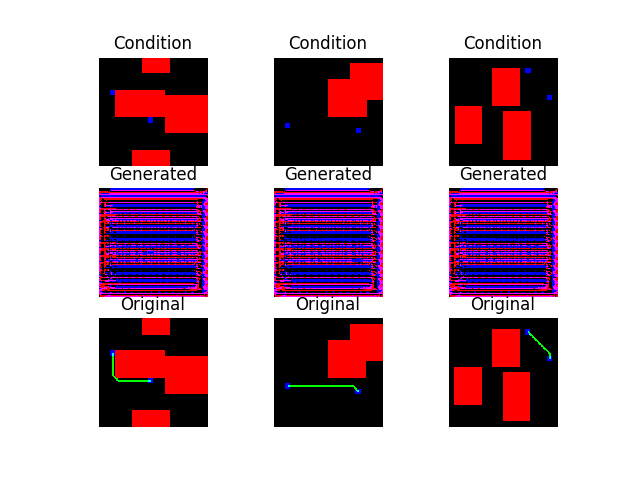 Condition Condition Condition
Generated Generated Generated
Original Original Original